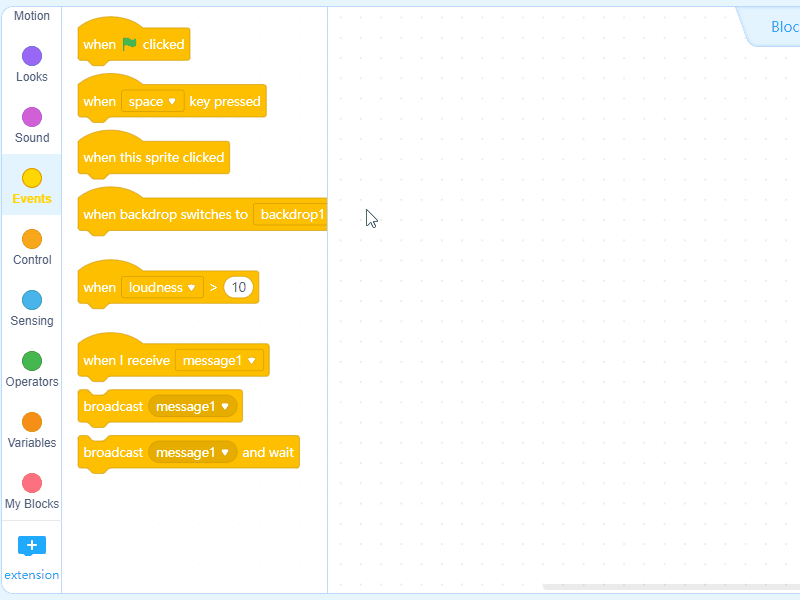 Motion
Looks
Sound
Events
Control
Sensing
Operators
Variables
My Blocks
extension
when clicked
when space key pressed
when this sprite clicked
when backdrop switches to backdrop1
when loudness > 10
when I receive message1
broadcast message1
broadcast message1 and wait
Bloc